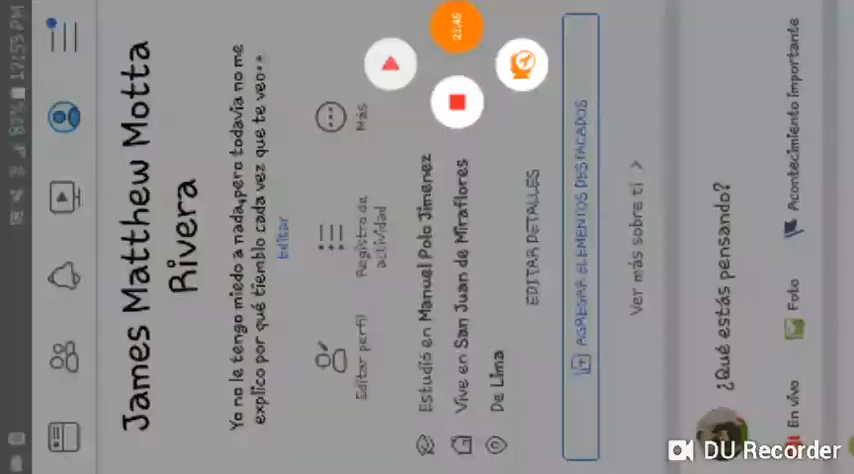 80% 12:53 PM
James Matthew Motta
Rivera
Yo no le tengo miedo a nada,pero todavía no me
explico por qué tiemblo cada vez que te veo••
Editar
Editar perfil
Registro de
actividad
Más
Estudió en Manuel Polo Jimenez
Vive en San Juan de Miraflores
De Lima
EDITAR DETALLES
AGREGAR ELEMENTOS DESTACADOS
Ver más sobre ti >
¿Qué estás pensando?
En vivo
Foto
Acontecimiento importante
21:45
DU Recorder